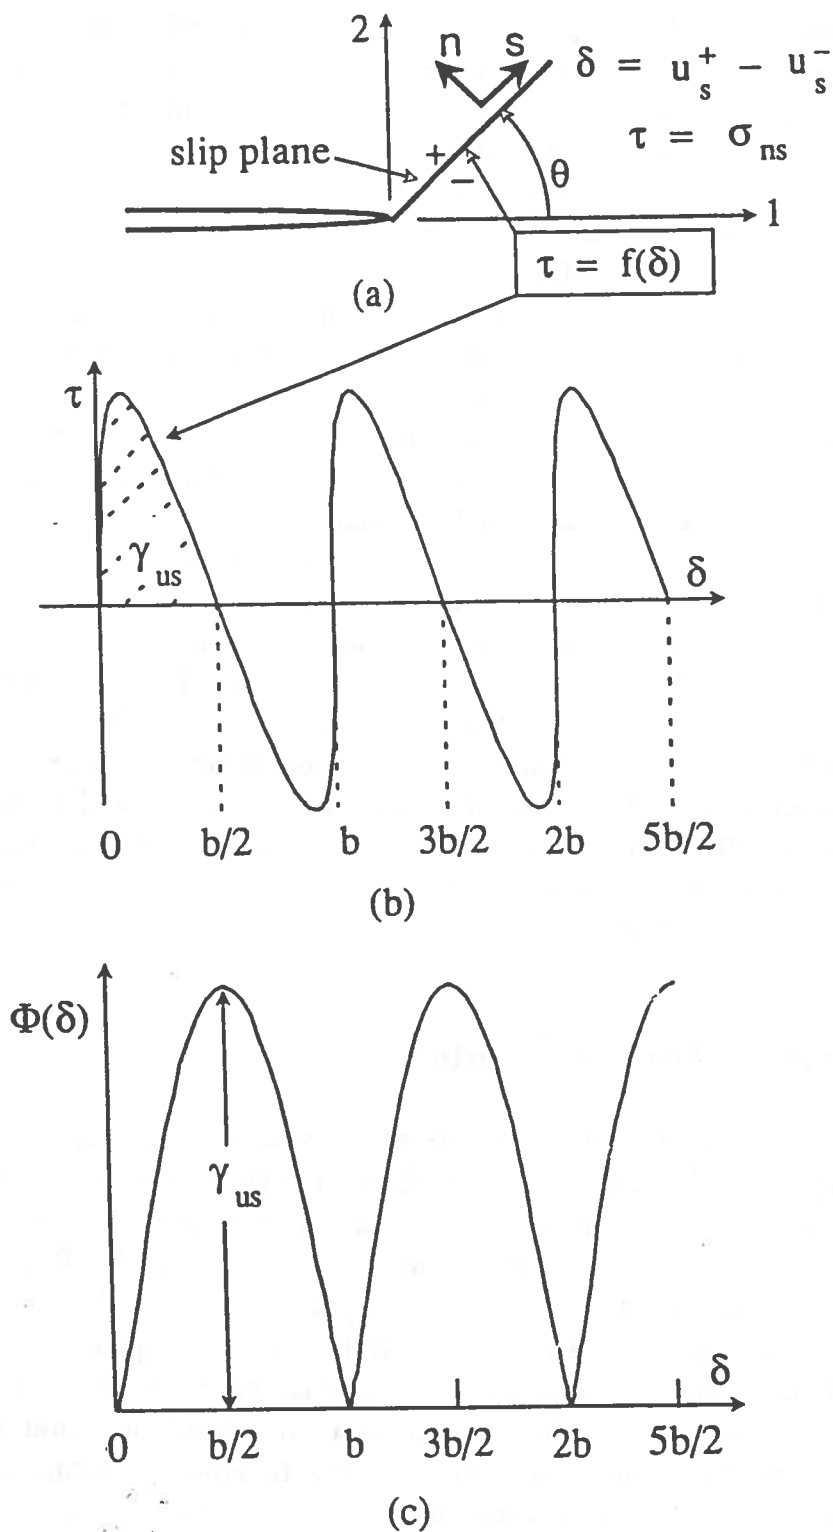 2
n s δ = u_s^+ − u_s^-
τ = σ_ns
slip plane + − θ
1
τ = f(δ)
(a)
τ
γ_us
δ
0 b/2 b 3b/2 2b 5b/2
(b)
Φ(δ)
γ_us
δ
0 b/2 b 3b/2 2b 5b/2
(c)